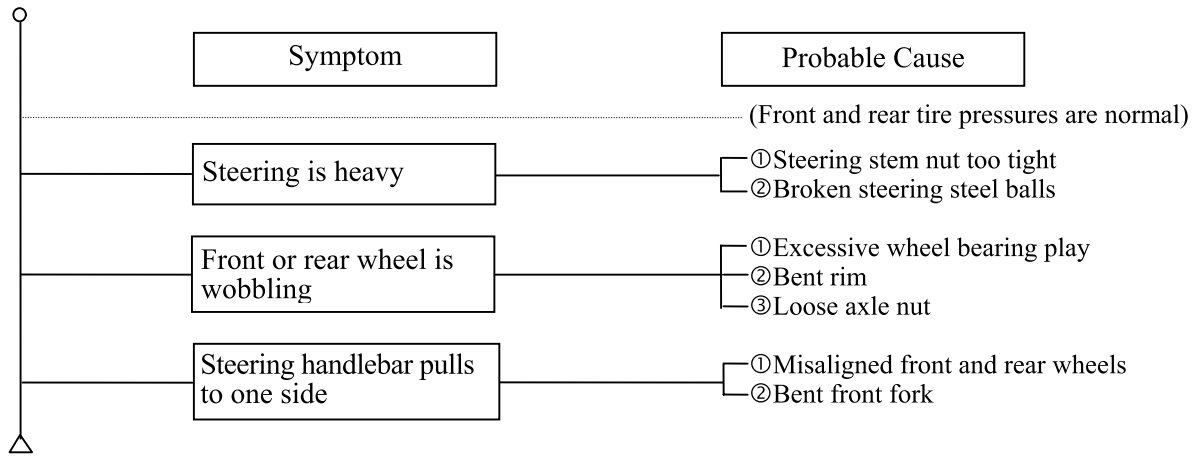 Symptom
Probable Cause
(Front and rear tire pressures are normal)
Steering is heavy
①Steering stem nut too tight
②Broken steering steel balls
Front or rear wheel is
wobbling
①Excessive wheel bearing play
②Bent rim
③Loose axle nut
Steering handlebar pulls
to one side
①Misaligned front and rear wheels
②Bent front fork